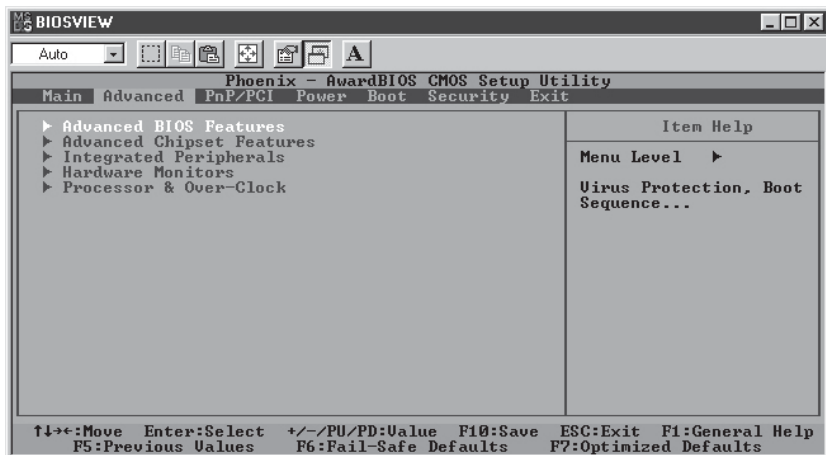 BIOSVIEW
Auto
A
Phoenix - AwardBIOS CMOS Setup Utility
Main Advanced PnP/PCI Power Boot Security Exit
▶ Advanced BIOS Features
▶ Advanced Chipset Features
▶ Integrated Peripherals
▶ Hardware Monitors
▶ Processor & Over-Clock
Item Help
Menu Level ▶
Virus Protection, Boot
Sequence...
↑↓→←:Move Enter:Select +/-/PU/PD:Value F10:Save ESC:Exit F1:General Help
F5:Previous Values F6:Fail-Safe Defaults F7:Optimized Defaults